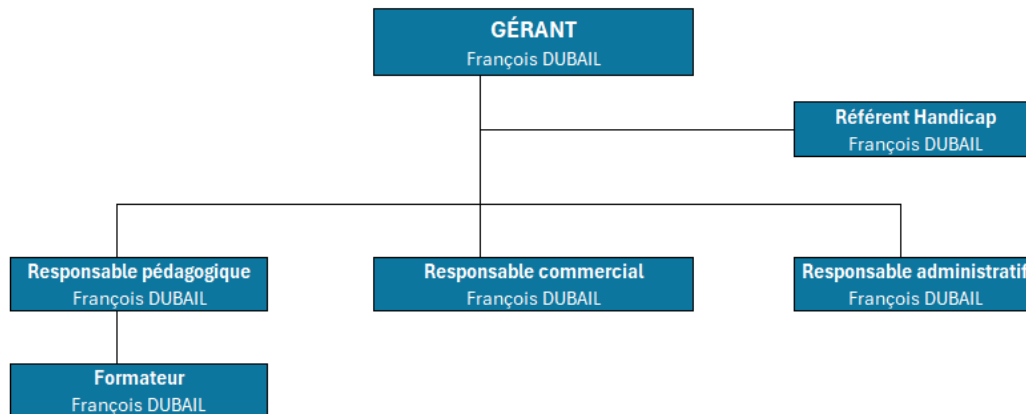 GÉRANT
François DUBAIL
Référent Handicap
François DUBAIL
Responsable pédagogique
François DUBAIL
Responsable commercial
François DUBAIL
Responsable administratif
François DUBAIL
Formateur
François DUBAIL